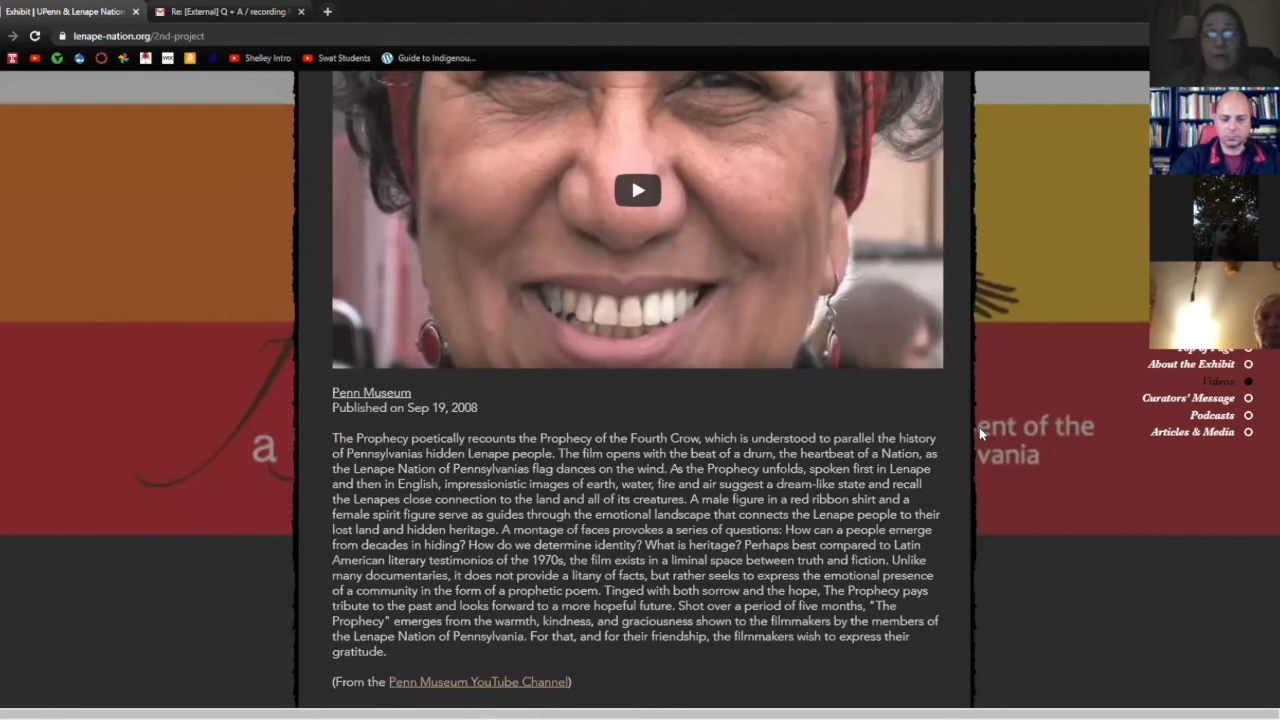 Exhibit | UPenn & Lenape Nation
Re: [External] Q + A / recording
lenape-nation.org/2nd-project
Shelley Intro
Swat Students
WIX
Guide to Indigenou...
Penn Museum
Published on Sep 19, 2008
The Prophecy poetically recounts the Prophecy of the Fourth Crow, which is understood to parallel the history
of Pennsylvanias hidden Lenape people. The film opens with the beat of a drum, the heartbeat of a Nation, as
the Lenape Nation of Pennsylvanias flag dances on the wind. As the Prophecy unfolds, spoken first in Lenape
and then in English, impressionistic images of earth, water, fire and air suggest a dream-like state and recall
the Lenapes close connection to the land and all of its creatures. A male figure in a red ribbon shirt and a
female spirit figure serve as guides through the emotional landscape that connects the Lenape people to their
lost land and hidden heritage. A montage of faces provokes a series of questions: How can a people emerge
from decades in hiding? How do we determine identity? What is heritage? Perhaps best compared to Latin
American literary testimonios of the 1970s, the film exists in a liminal space between truth and fiction. Unlike
many documentaries, it does not provide a litany of facts, but rather seeks to express the emotional presence
of a community in the form of a prophetic poem. Tinged with both sorrow and the hope, The Prophecy pays
tribute to the past and looks forward to a more hopeful future. Shot over a period of five months, "The
Prophecy" emerges from the warmth, kindness, and graciousness shown to the filmmakers by the members of
the Lenape Nation of Pennsylvania. For that, and for their friendship, the filmmakers wish to express their
gratitude.
(From the Penn Museum YouTube Channel)
Top of Page
About the Exhibit
Videos
Curators' Message
Podcasts
Articles & Media
a
ent of the
vania